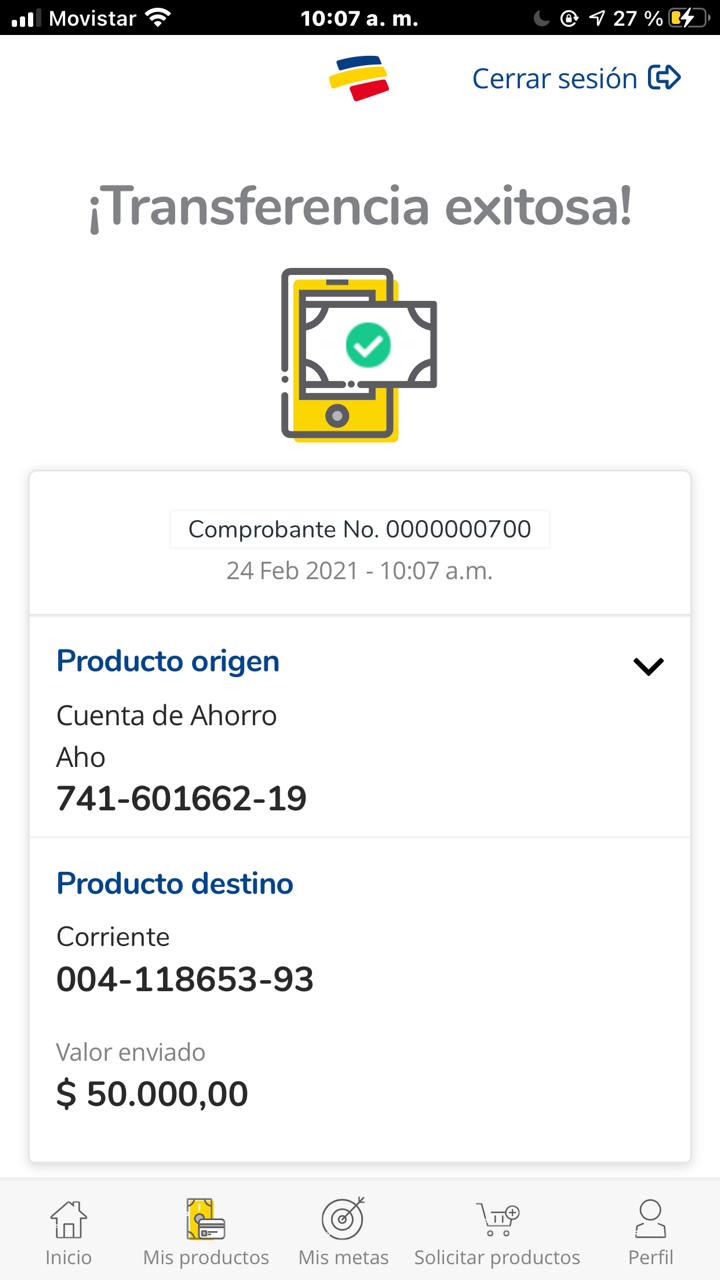 Movistar 10:07 a. m. 27 %
Cerrar sesión
¡Transferencia exitosa!
Comprobante No. 0000000700
24 Feb 2021 - 10:07 a.m.
Producto origen
Cuenta de Ahorro
Aho
741-601662-19
Producto destino
Corriente
004-118653-93
Valor enviado
$ 50.000,00
Inicio Mis productos Mis metas Solicitar productos Perfil